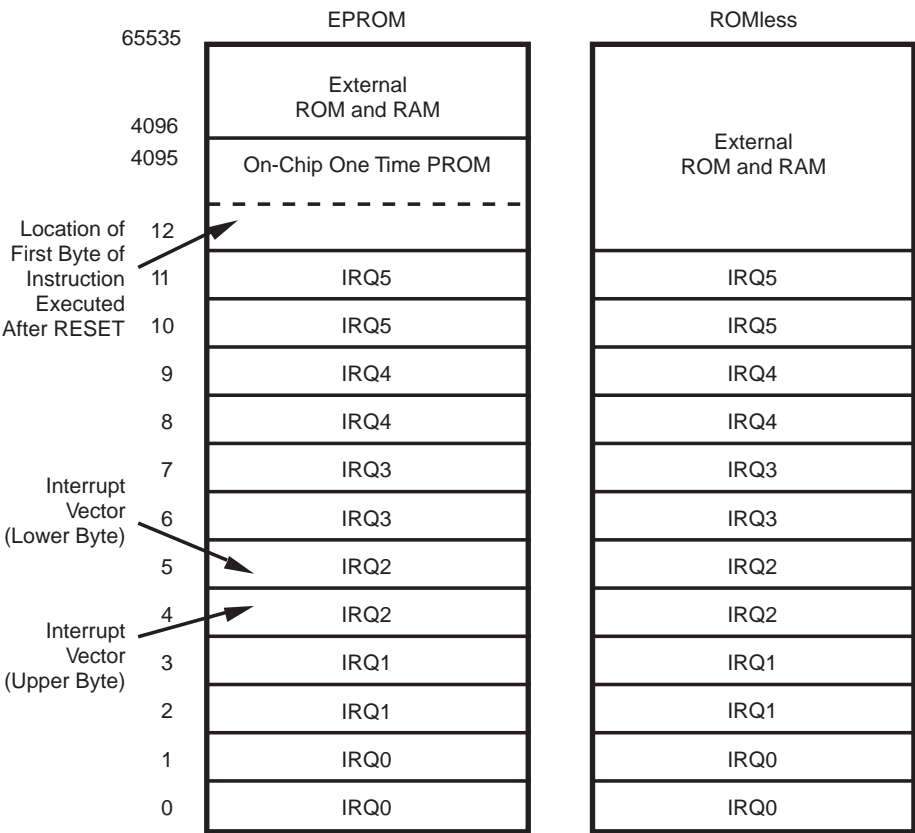 EPROM
ROMless
65535
External
ROM and RAM
4096
4095
On-Chip One Time PROM
External
ROM and RAM
Location of
First Byte of
Instruction
Executed
After RESET
12
11
IRQ5
IRQ5
10
IRQ5
IRQ5
9
IRQ4
IRQ4
8
IRQ4
IRQ4
7
IRQ3
IRQ3
Interrupt
Vector
(Lower Byte)
6
IRQ3
IRQ3
5
IRQ2
IRQ2
4
IRQ2
IRQ2
Interrupt
Vector
(Upper Byte)
3
IRQ1
IRQ1
2
IRQ1
IRQ1
1
IRQ0
IRQ0
0
IRQ0
IRQ0